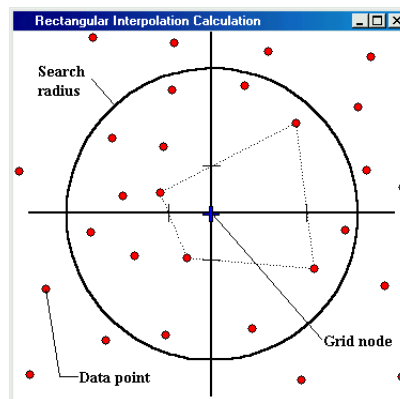 Rectangular Interpolation Calculation
Search
radius
Grid node
Data point